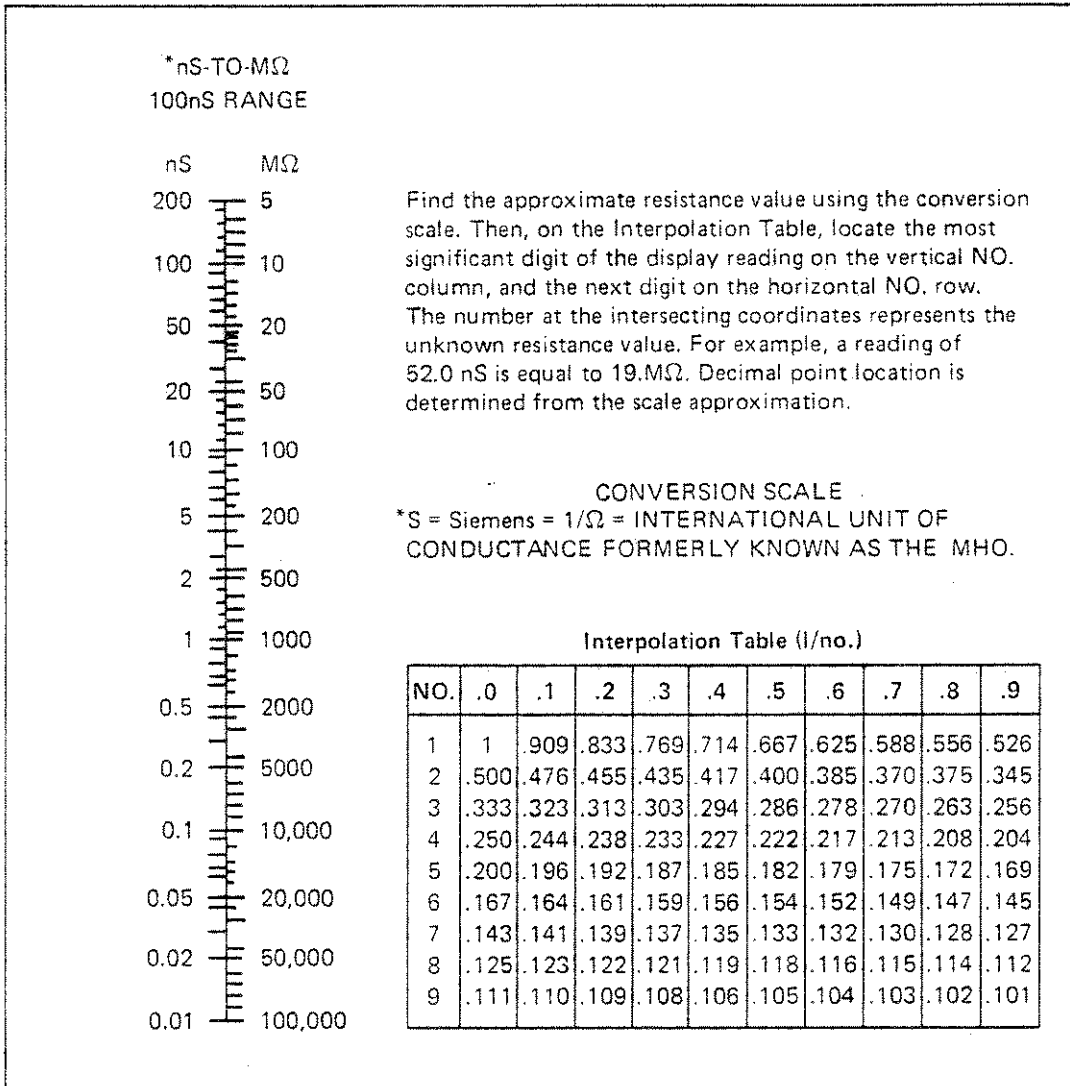 *nS-TO-MΩ
100nS RANGE
nS MΩ
200 5
100 10
50 20
20 50
10 100
5 200
2 500
1 1000
0.5 2000
0.2 5000
0.1 10,000
0.05 20,000
0.02 50,000
0.01 100,000
Find the approximate resistance value using the conversion
scale. Then, on the Interpolation Table, locate the most
significant digit of the display reading on the vertical NO.
column, and the next digit on the horizontal NO. row.
The number at the intersecting coordinates represents the
unknown resistance value. For example, a reading of
52.0 nS is equal to 19.MΩ. Decimal point location is
determined from the scale approximation.
CONVERSION SCALE
*S = Siemens = 1/Ω = INTERNATIONAL UNIT OF
CONDUCTANCE FORMERLY KNOWN AS THE MHO.
Interpolation Table (I/no.)
NO. .0 .1 .2 .3 .4 .5 .6 .7 .8 .9
1 1 .909 .833 .769 .714 .667 .625 .588 .556 .526
2 .500 .476 .455 .435 .417 .400 .385 .370 .375 .345
3 .333 .323 .313 .303 .294 .286 .278 .270 .263 .256
4 .250 .244 .238 .233 .227 .222 .217 .213 .208 .204
5 .200 .196 .192 .187 .185 .182 .179 .175 .172 .169
6 .167 .164 .161 .159 .156 .154 .152 .149 .147 .145
7 .143 .141 .139 .137 .135 .133 .132 .130 .128 .127
8 .125 .123 .122 .121 .119 .118 .116 .115 .114 .112
9 .111 .110 .109 .108 .106 .105 .104 .103 .102 .101